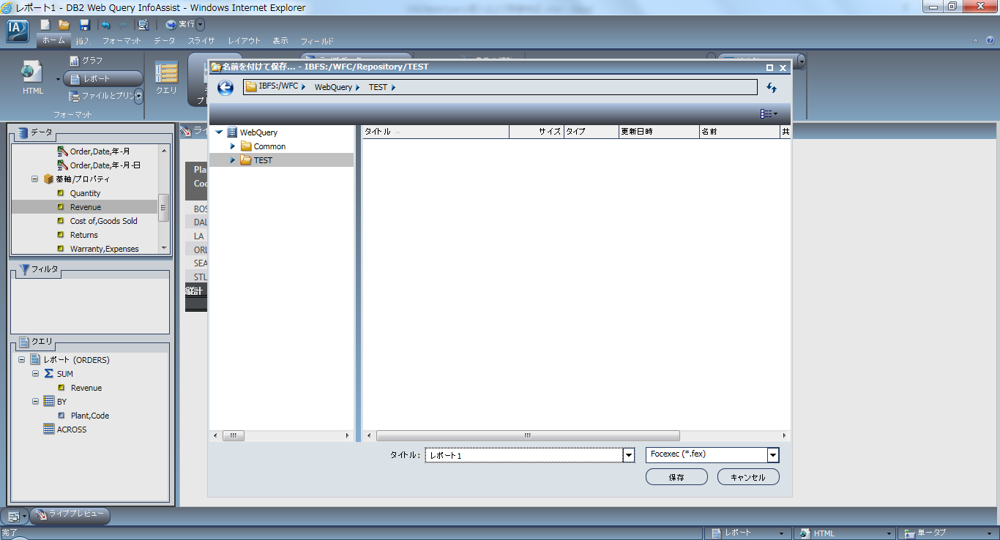 レポート1 - DB2 Web Query InfoAssist - Windows Internet Explorer
IA
実行
ホーム 挿入 フォーマット データ スライサ レイアウト 表示 フィールド
グラフ
HTML レポート
ファイルとプリン
クエリ
フォーマット
名前を付けて保存... - IBFS:/WFC/Repository/TEST
IBFS:/WFC WebQuery TEST
データ
Order,Date,年-月
Order,Date,年-月-日
基軸/プロパティ
Quantity
Revenue
Cost of,Goods Sold
Returns
Warranty,Expenses
フィルタ
クエリ
レポート (ORDERS)
SUM
Revenue
BY
Plant,Code
ACROSS
ライ
Pla
Coc
BOS
DAL
LA
ORL
SEA
STL
総計
WebQuery
Common
TEST
タイトル サイズ タイプ 更新日時 名前 共
タイトル: レポート1 Focexec (*.fex)
保存 キャンセル
ライブプレビュー
完了 レポート HTML 単一タブ